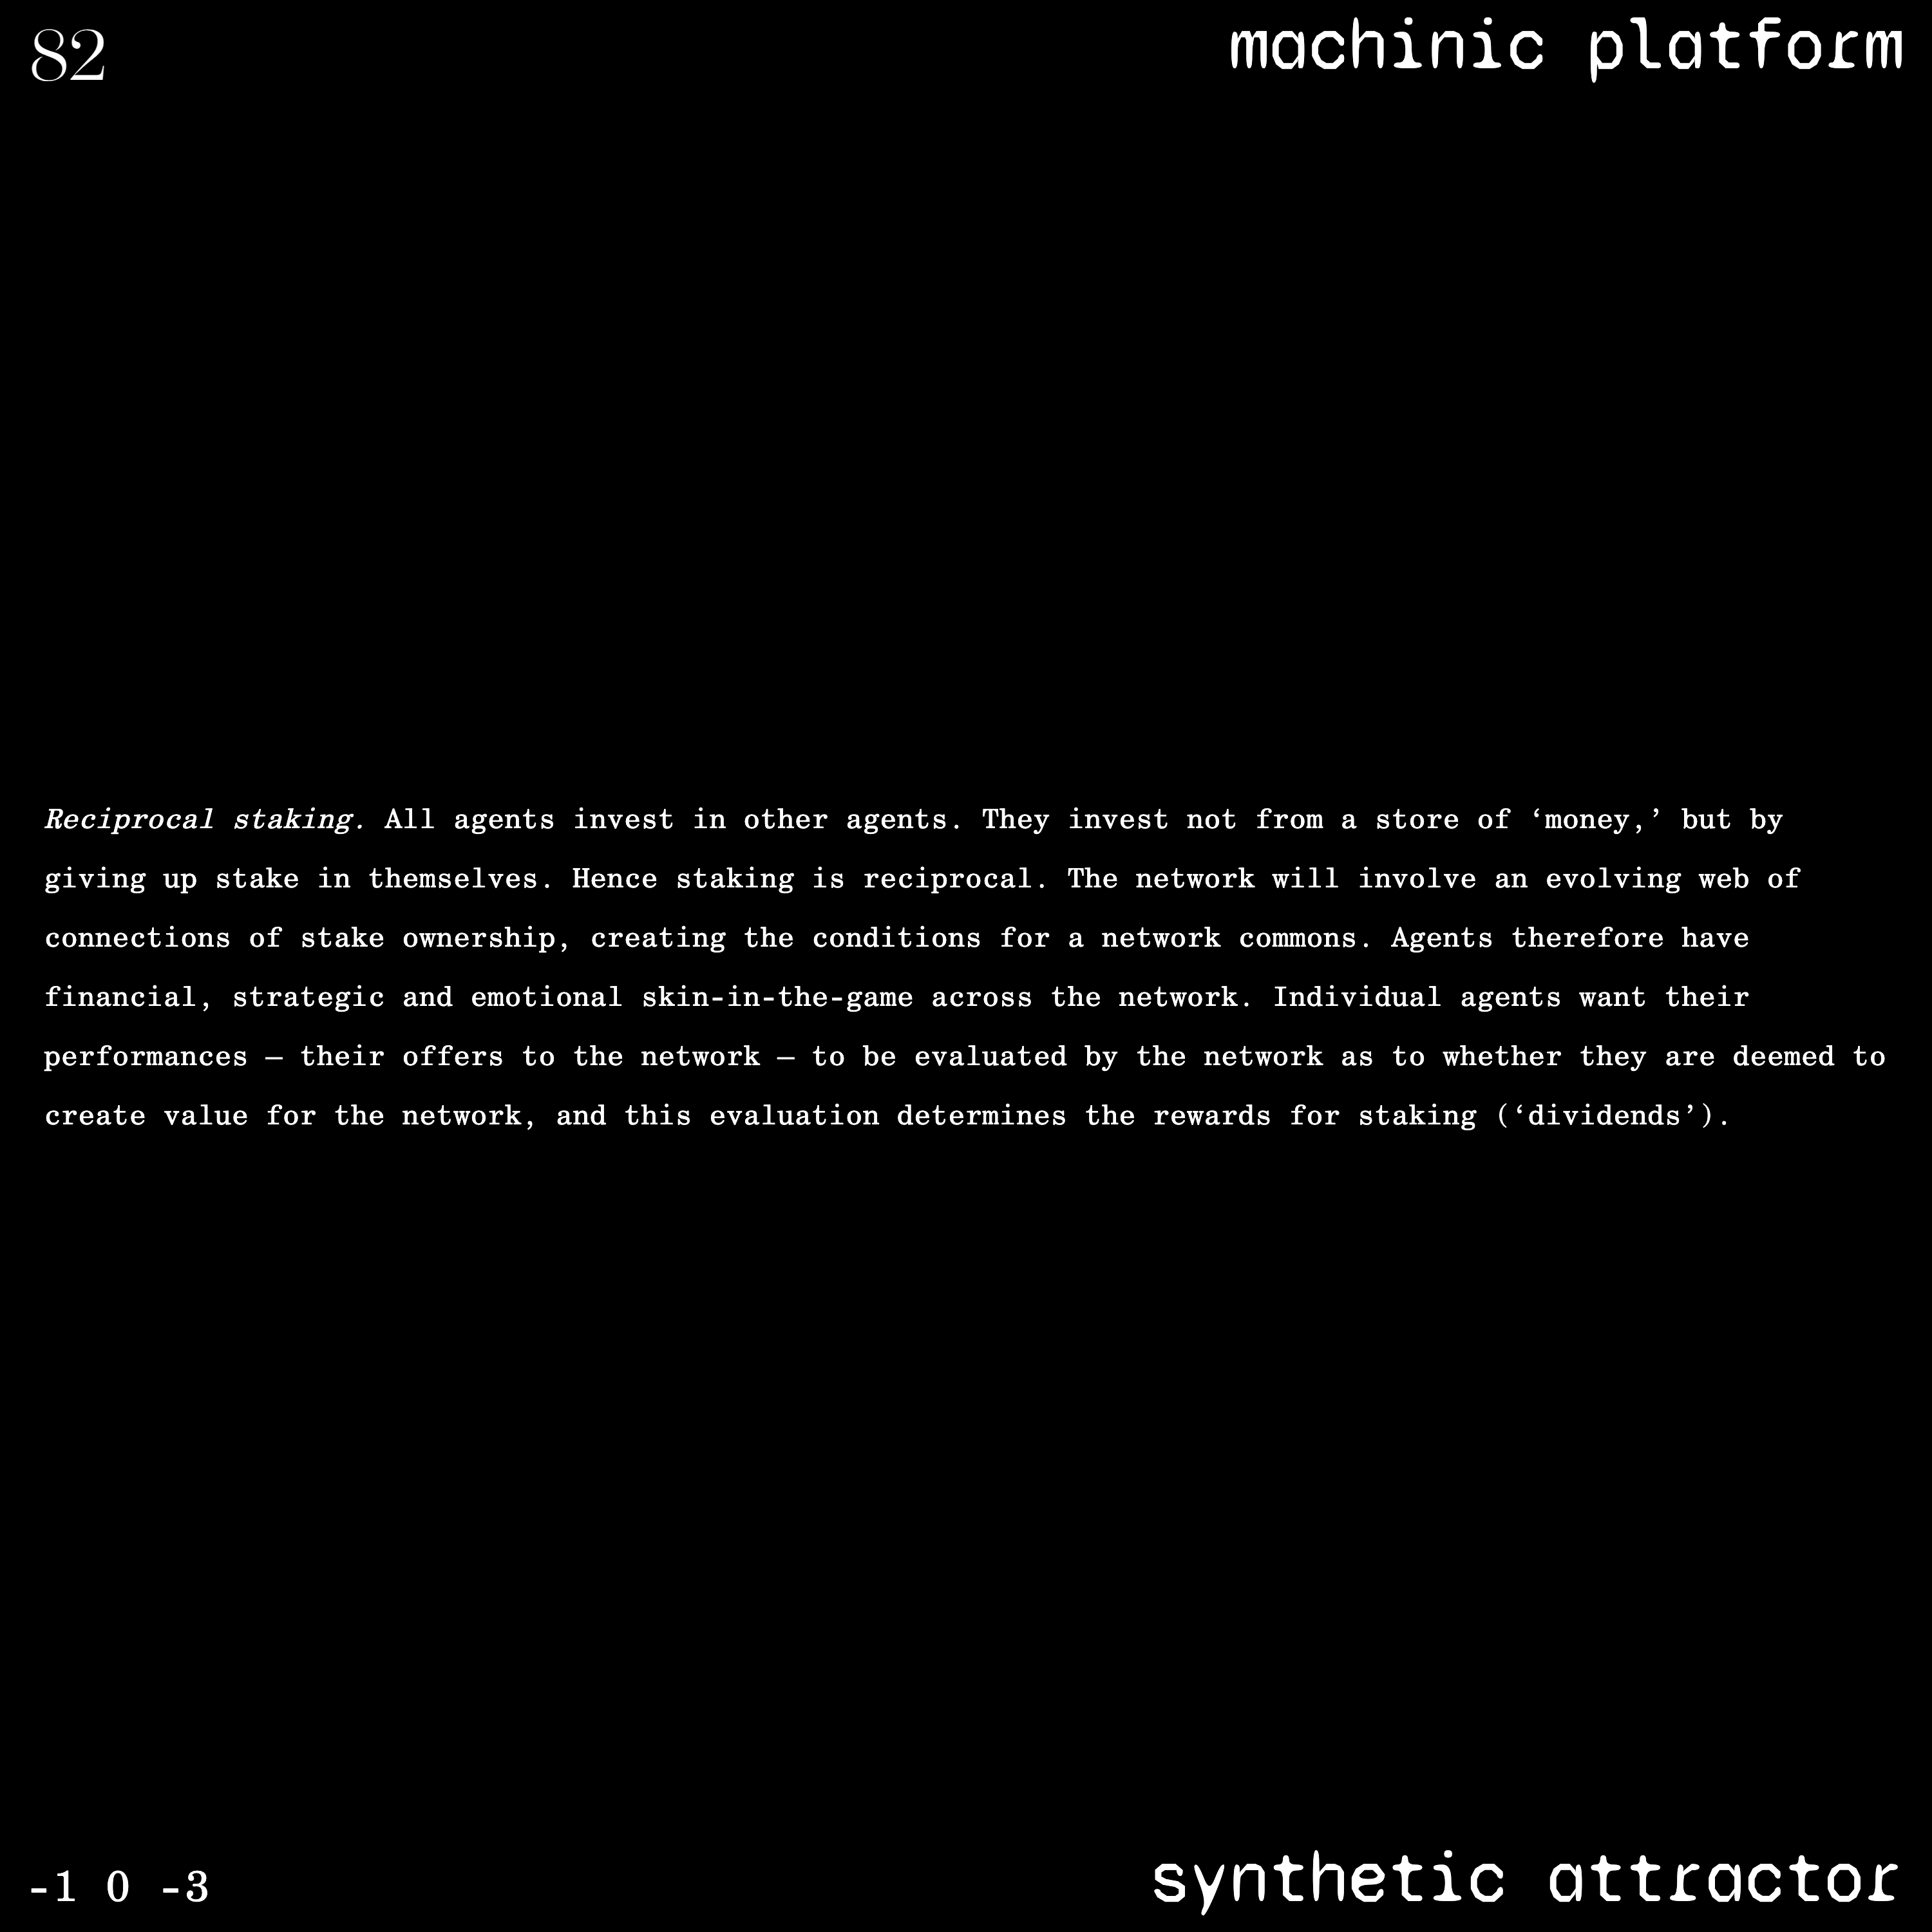 82
machinic platform
Reciprocal staking. All agents invest in other agents. They invest not from a store of ‘money,’ but by
giving up stake in themselves. Hence staking is reciprocal. The network will involve an evolving web of
connections of stake ownership, creating the conditions for a network commons. Agents therefore have
financial, strategic and emotional skin-in-the-game across the network. Individual agents want their
performances — their offers to the network — to be evaluated by the network as to whether they are deemed to
create value for the network, and this evaluation determines the rewards for staking (‘dividends’).
-1 0 -3
synthetic attractor